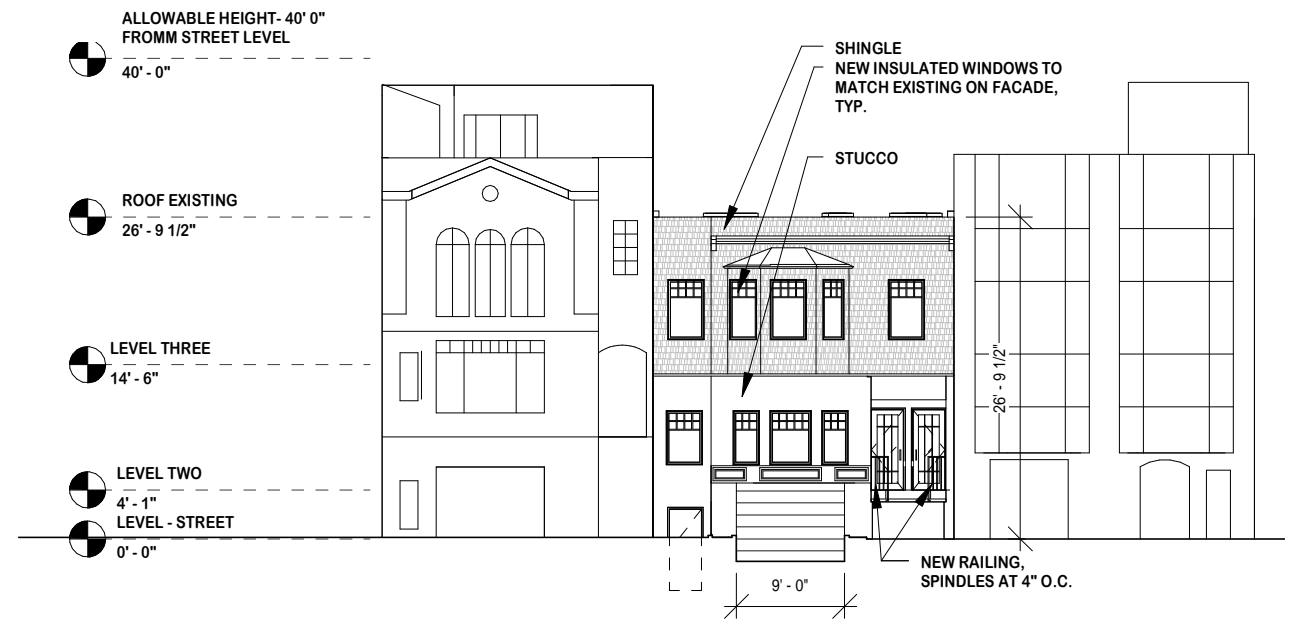 ALLOWABLE HEIGHT- 40' 0"
FROMM STREET LEVEL
40' - 0"
ROOF EXISTING
26' - 9 1/2"
LEVEL THREE
14' - 6"
LEVEL TWO
4' - 1"
LEVEL - STREET
0' - 0"
SHINGLE
NEW INSULATED WINDOWS TO
MATCH EXISTING ON FACADE,
TYP.
STUCCO
26' - 9 1/2"
NEW RAILING,
SPINDLES AT 4" O.C.
9' - 0"